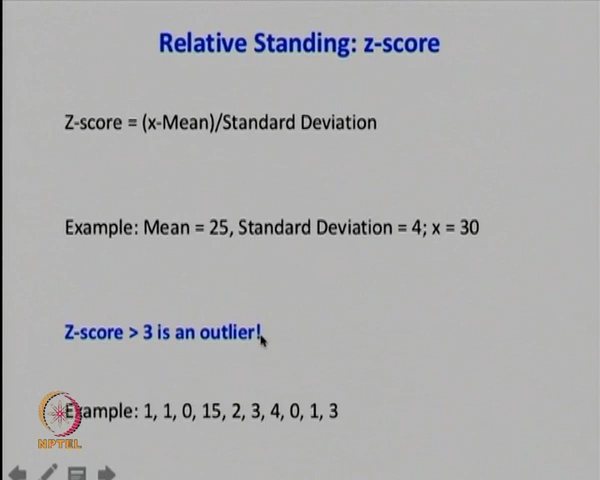 Relative Standing: z-score
Z-score = (x-Mean)/Standard Deviation
Example: Mean = 25, Standard Deviation = 4; x = 30
Z-score > 3 is an outlier!
Example: 1, 1, 0, 15, 2, 3, 4, 0, 1, 3
NPTEL